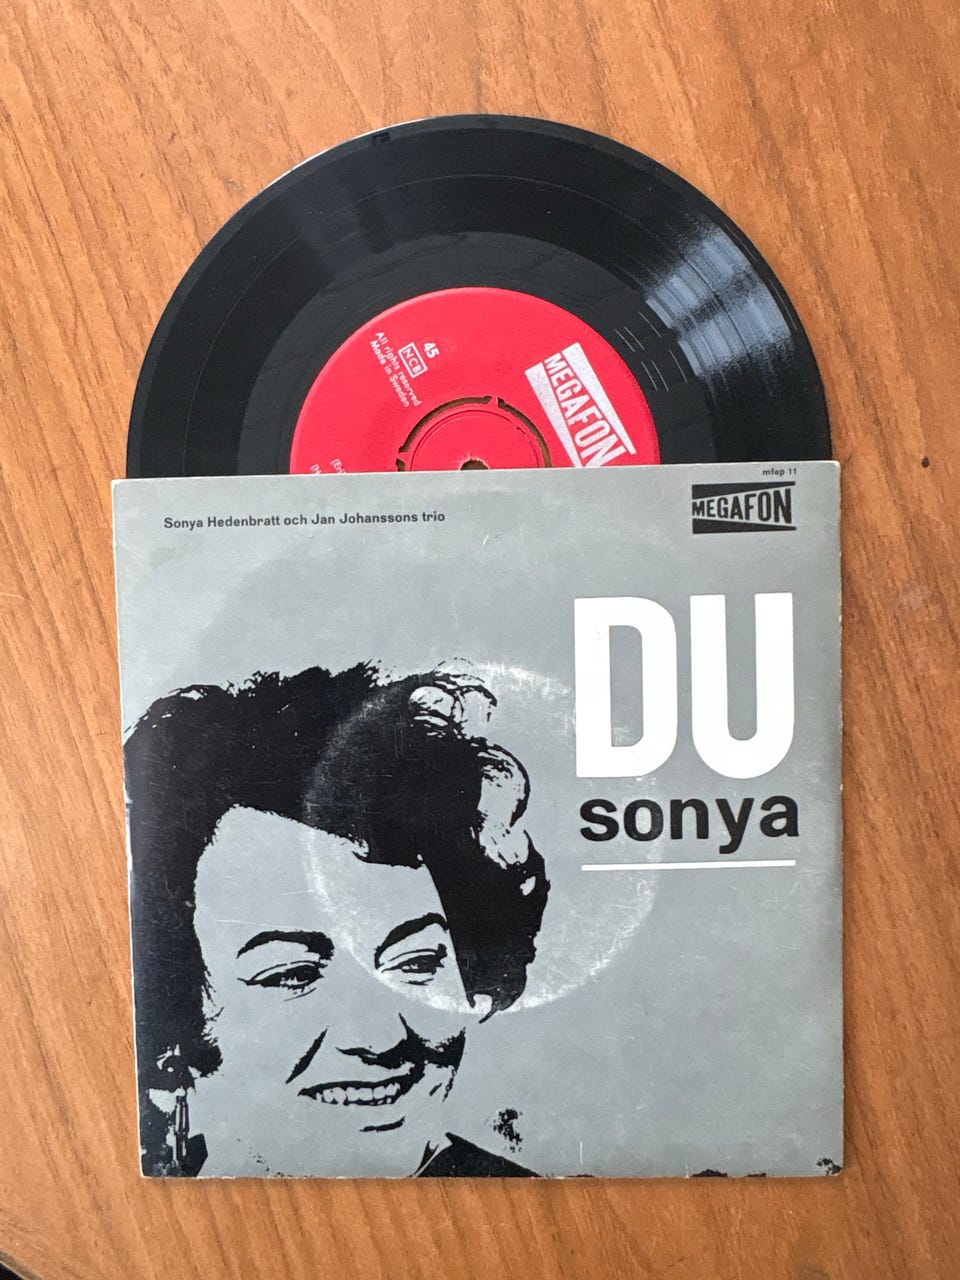 45
NCB
All rights reserved
Made in Sweden
MEGAFON
mfep 11
MEGAFON
Sonya Hedenbratt och Jan Johanssons trio
DU
sonya